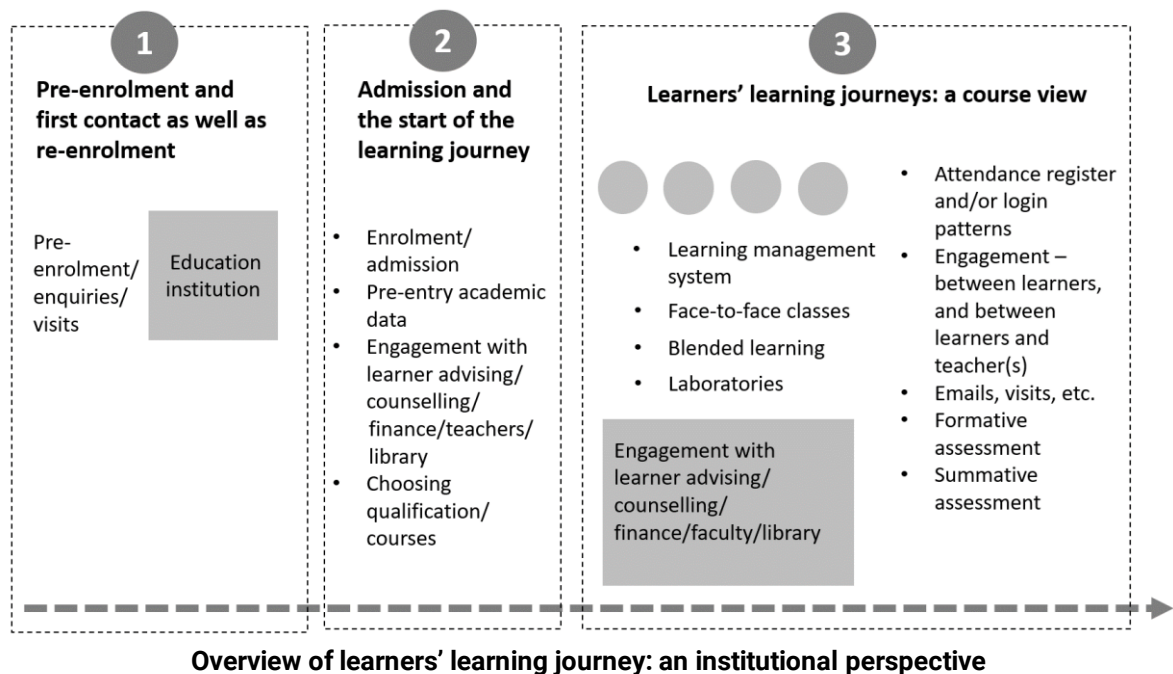 1
Pre-enrolment and
first contact as well as
re-enrolment
Pre-
enrolment/
enquiries/
visits
Education
institution
2
Admission and
the start of the
learning journey
• Enrolment/
admission
• Pre-entry academic
data
• Engagement with
learner advising/
counselling/
finance/teachers/
library
• Choosing
qualification/
courses
3
Learners’ learning journeys: a course view
• Learning management
system
• Face-to-face classes
• Blended learning
• Laboratories
Engagement with
learner advising/
counselling/
finance/faculty/library
• Attendance register
and/or login
patterns
• Engagement –
between learners,
and between
learners and
teacher(s)
• Emails, visits, etc.
• Formative
assessment
• Summative
assessment
Overview of learners’ learning journey: an institutional perspective